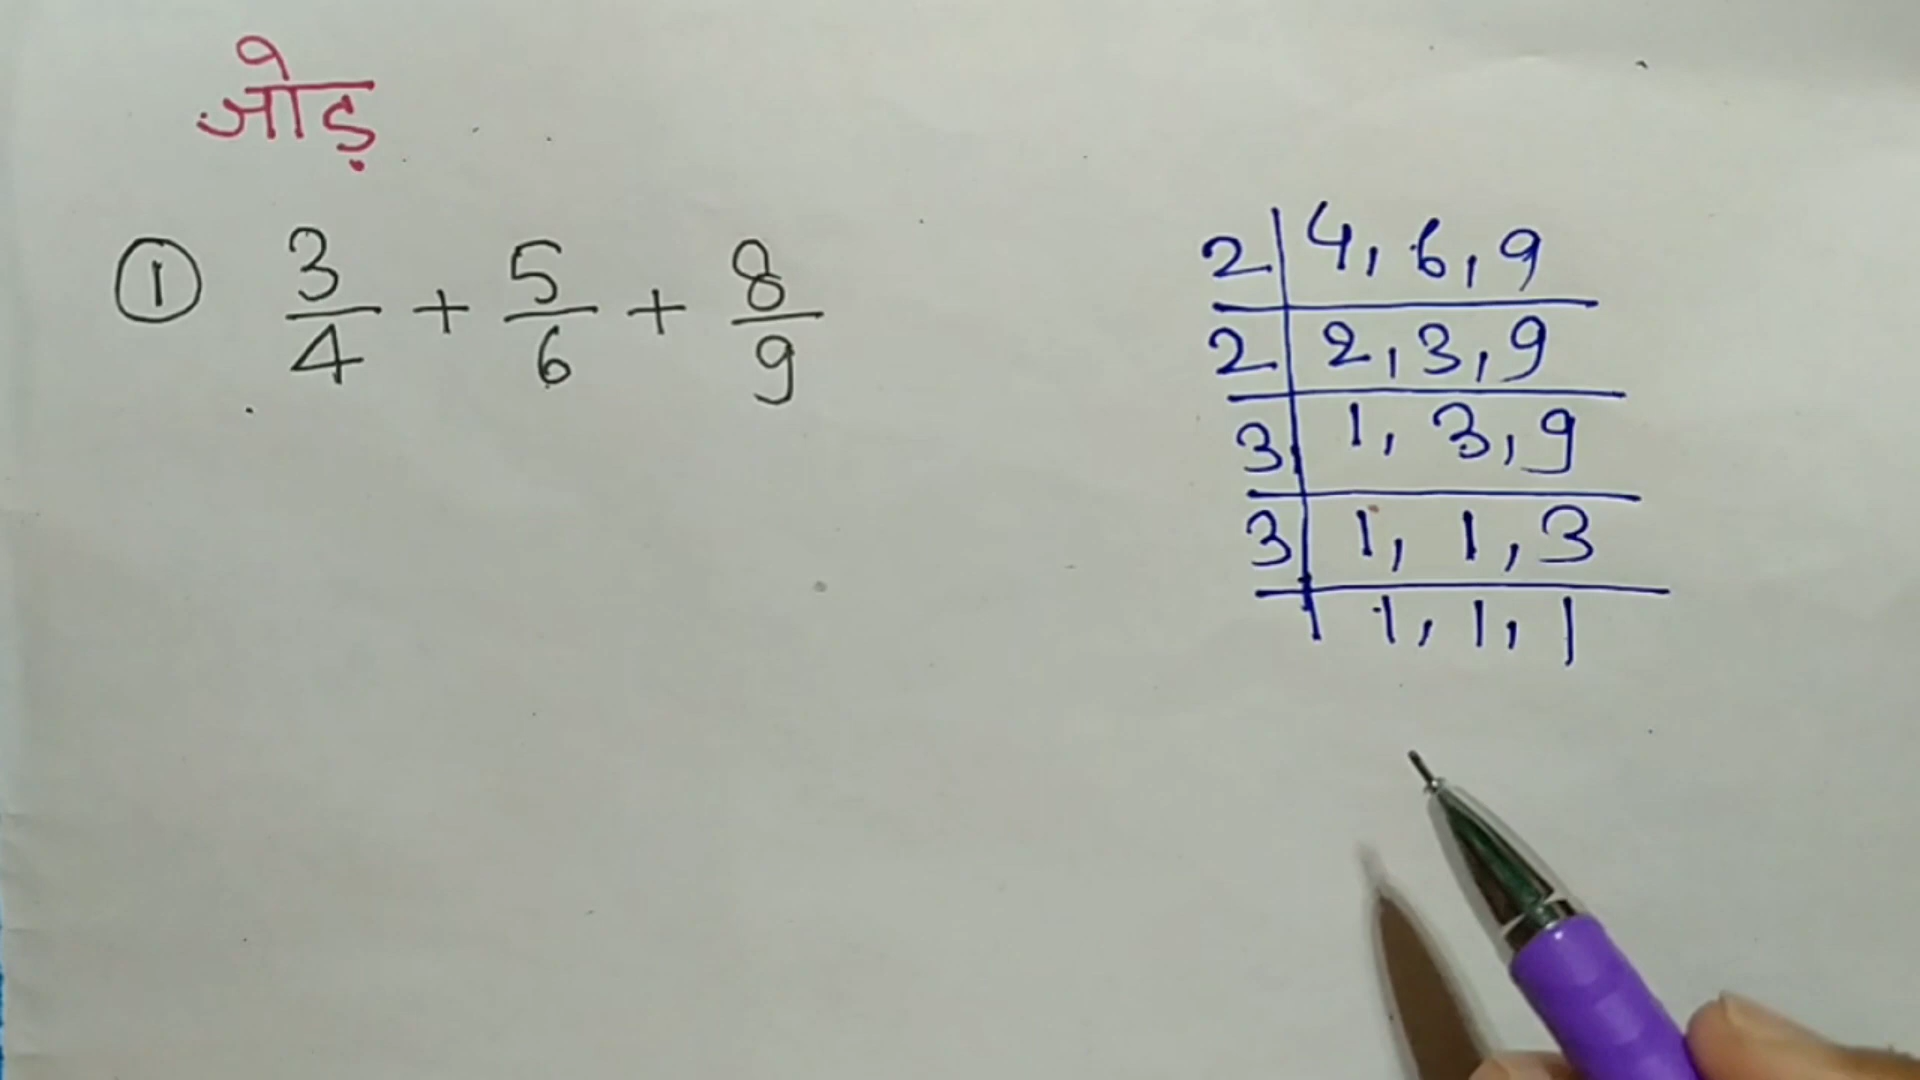 जोड़
① 3/4 + 5/6 + 8/9
2 | 4, 6, 9
2 | 2, 3, 9
3 | 1, 3, 9
3 | 1, 1, 3
| 1, 1, 1